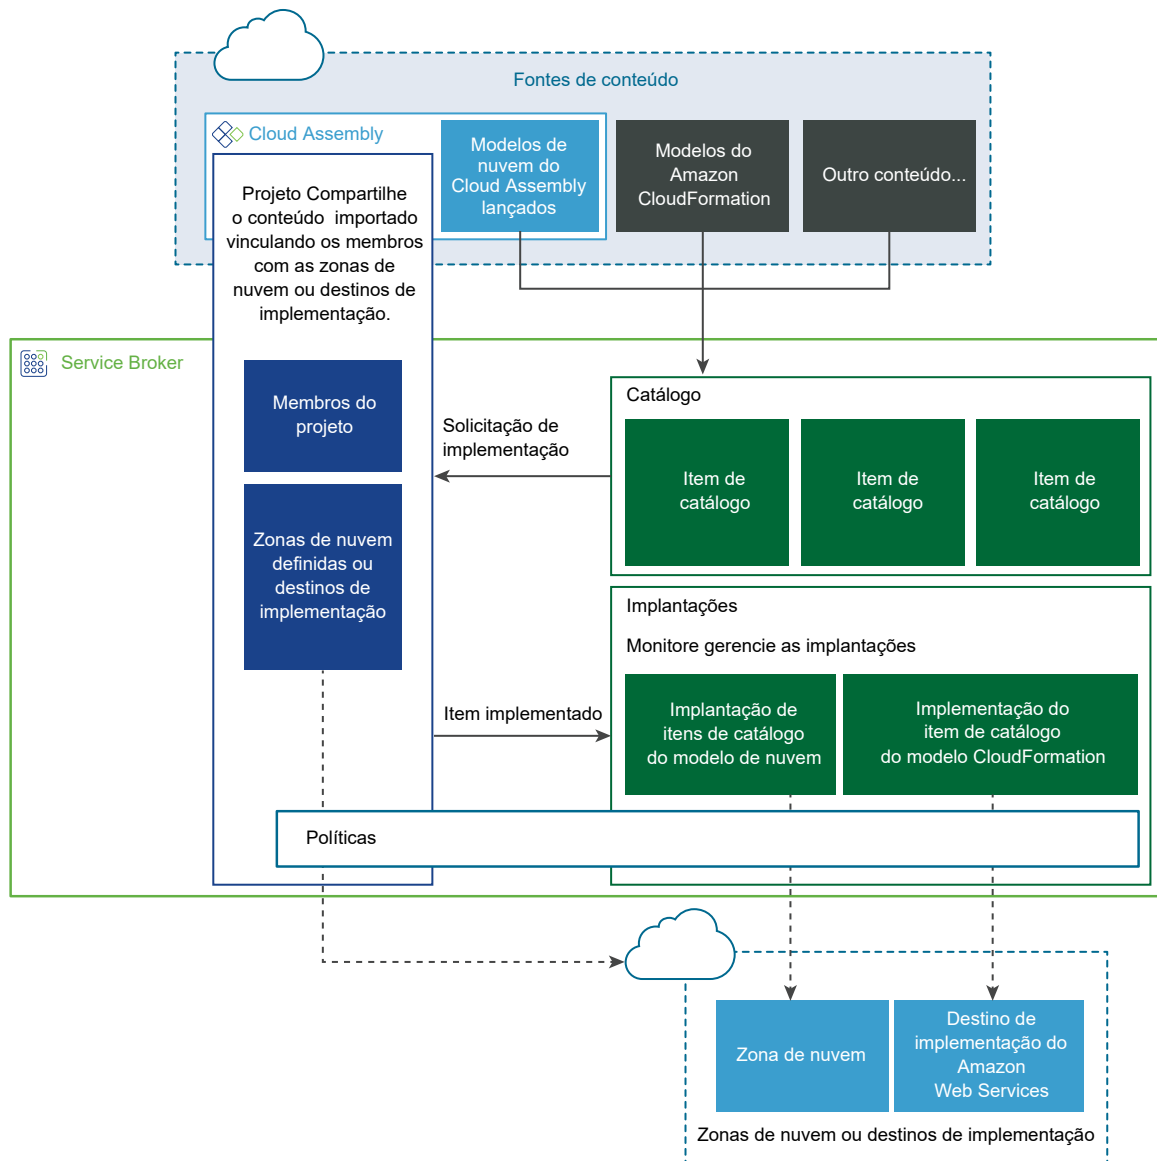 Fontes de conteúdo
Cloud Assembly
Projeto Compartilhe
o conteúdo importado
vinculando os membros
com as zonas de
nuvem ou destinos de
implementação.
Modelos de
nuvem do
Cloud Assembly
lançados
Modelos do
Amazon
CloudFormation
Outro conteúdo...
Service Broker
Membros do
projeto
Zonas de nuvem
definidas ou
destinos de
implementação
Solicitação de
implementação
Catálogo
Item de
catálogo
Item de
catálogo
Item de
catálogo
Item implementado
Implantações
Monitore gerencie as implantações
Implantação de
itens de catálogo
do modelo de nuvem
Implementação do
item de catálogo
do modelo CloudFormation
Políticas
Zona de nuvem
Destino de
implementação do
Amazon
Web Services
Zonas de nuvem ou destinos de implementação